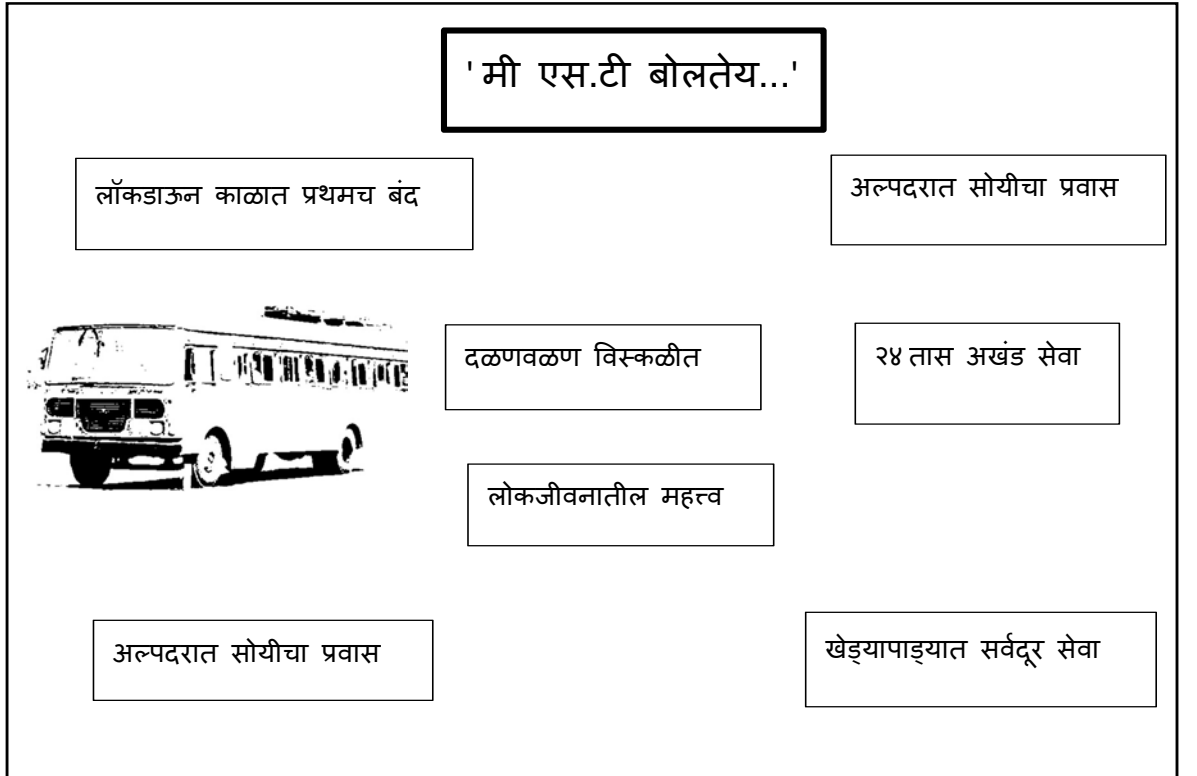 ' मी एस.टी बोलतेय...'
लॉकडाऊन काळात प्रथमच बंद
अल्पदरात सोयीचा प्रवास
दळणवळण विस्कळीत
२४ तास अखंड सेवा
लोकजीवनातील महत्त्व
अल्पदरात सोयीचा प्रवास
खेड्यापाड्यात सर्वदूर सेवा